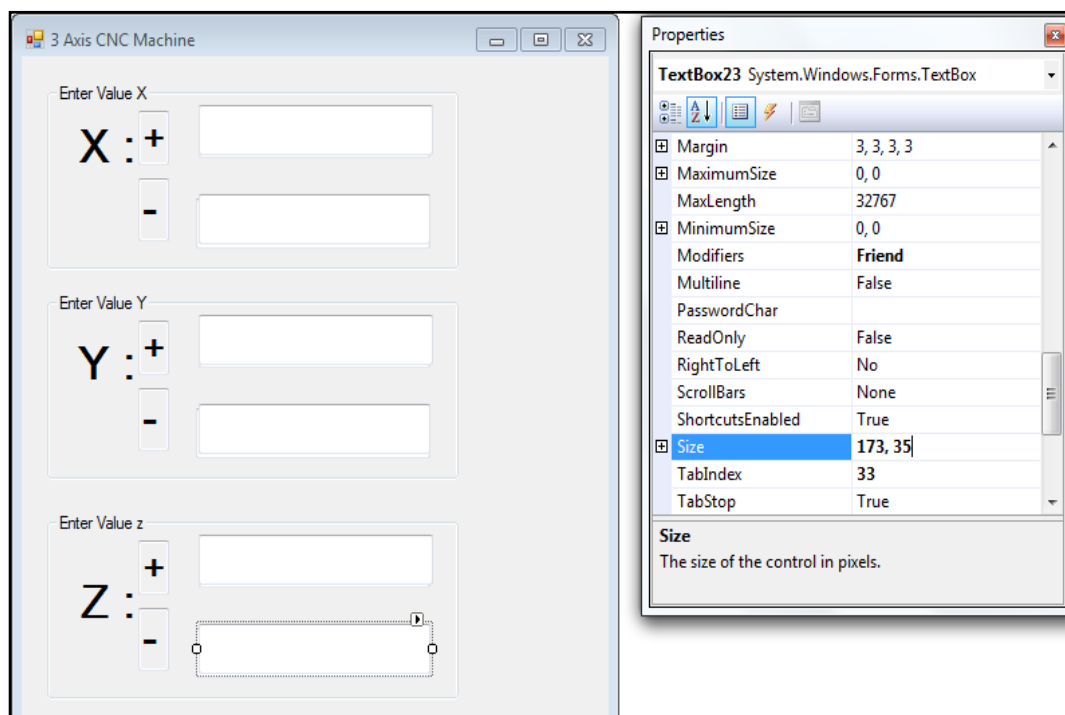 3 Axis CNC Machine
Enter Value X
X : +
-
Enter Value Y
Y : +
-
Enter Value z
Z : +
-
Properties
TextBox23 System.Windows.Forms.TextBox
Margin 3, 3, 3, 3
MaximumSize 0, 0
MaxLength 32767
MinimumSize 0, 0
Modifiers Friend
Multiline False
PasswordChar
ReadOnly False
RightToLeft No
ScrollBars None
ShortcutsEnabled True
Size 173, 35
TabIndex 33
TabStop True
Size
The size of the control in pixels.